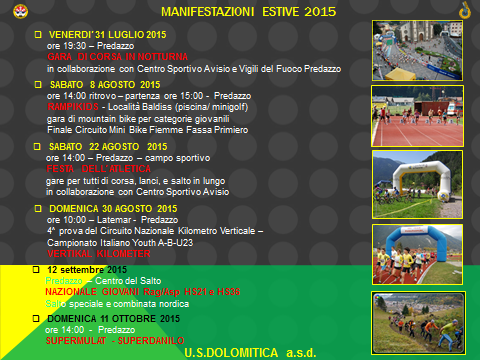 MANIFESTAZIONI ESTIVE 2015
VENERDI' 31 LUGLIO 2015
ore 19:30 – Predazzo
GARA DI CORSA IN NOTTURNA
in collaborazione con Centro Sportivo Avisio e Vigili del Fuoco Predazzo
SABATO 8 AGOSTO 2015
ore 14:00 ritrovo – partenza ore 15:00 - Predazzo
RAMPIKIDS - Località Baldiss (piscina/ minigolf)
gara di mountain bike per categorie giovanili
Finale Circuito Mini Bike Fiemme Fassa Primiero
SABATO 22 AGOSTO 2015
ore 14:00 – Predazzo – campo sportivo
FESTA DELL'ATLETICA
gare per tutti di corsa, lanci, e salto in lungo
in collaborazione con Centro Sportivo Avisio
DOMENICA 30 AGOSTO 2015
ore 10:00 – Latemar - Predazzo
4^ prova del Circuito Nazionale Kilometro Verticale –
Campionato Italiano Youth A-B-U23
VERTIKAL KILOMETER
12 settembre 2015
Predazzo – Centro del Salto
NAZIONALE GIOVANI Rag/Asp HS21 e HS36
Salto speciale e combinata nordica
DOMENICA 11 OTTOBRE 2015
ore 14:00 - Predazzo
SUPERMULAT - SUPERDANILO
U.S.DOLOMITICA a.s.d.